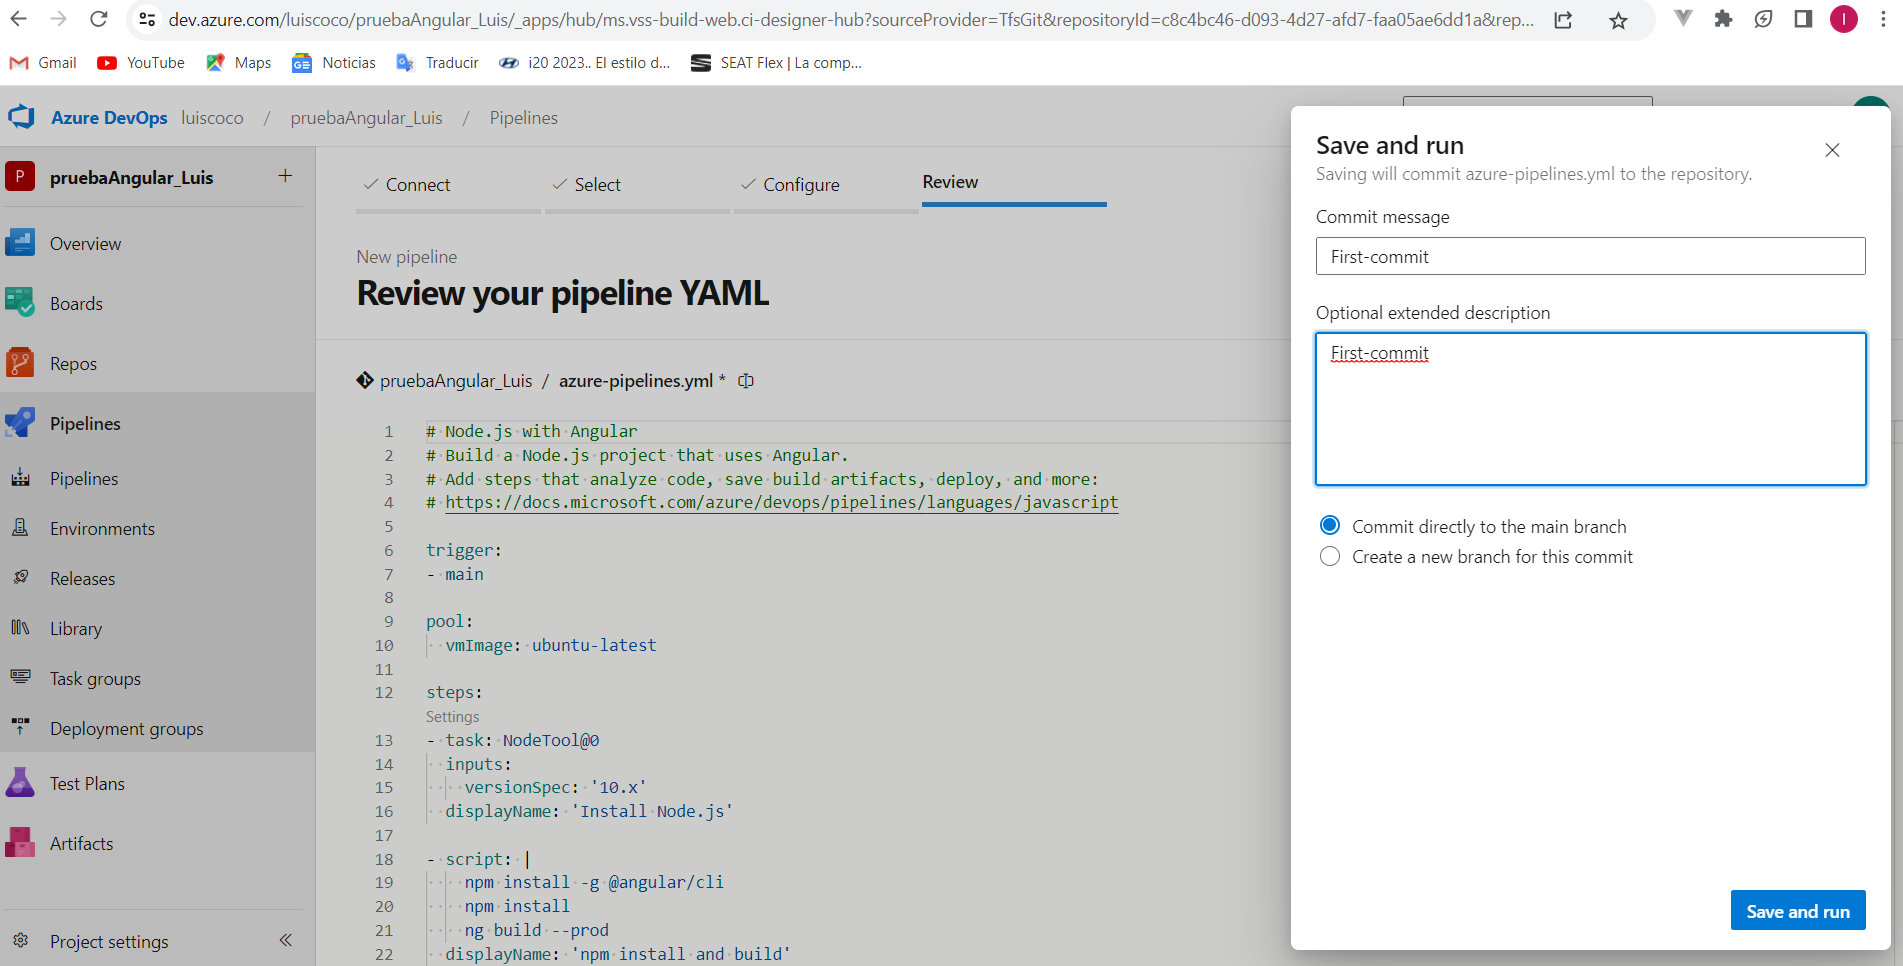 dev.azure.com/luiscoco/pruebaAngular_Luis/_apps/hub/ms.vss-build-web.ci-designer-hub?sourceProvider=TfsGit&repositoryId=c8c4bc46-d093-4d27-afd7-faa05ae6dd1a&rep...
I
Gmail
YouTube
Maps
Noticias
Traducir
i20 2023.. El estilo d...
SEAT Flex | La comp...
Azure DevOps
luiscoco / pruebaAngular_Luis / Pipelines
P
pruebaAngular_Luis
+
Overview
Boards
Repos
Pipelines
Pipelines
Environments
Releases
Library
Task groups
Deployment groups
Test Plans
Artifacts
Project settings
Connect
Select
Configure
Review
New pipeline
Review your pipeline YAML
pruebaAngular_Luis / azure-pipelines.yml *
1 # Node.js with Angular
2 # Build a Node.js project that uses Angular.
3 # Add steps that analyze code, save build artifacts, deploy, and more:
4 # https://docs.microsoft.com/azure/devops/pipelines/languages/javascript
5
6 trigger:
7 - main
8
9 pool:
10 vmImage: ubuntu-latest
11
12 steps:
Settings
13 - task: NodeTool@0
14 inputs:
15 versionSpec: '10.x'
16 displayName: 'Install Node.js'
17
18 - script: |
19 npm install -g @angular/cli
20 npm install
21 ng build --prod
22 displayName: 'npm install and build'
Save and run
Saving will commit azure-pipelines.yml to the repository.
Commit message
First-commit
Optional extended description
First-commit
Commit directly to the main branch
Create a new branch for this commit
Save and run